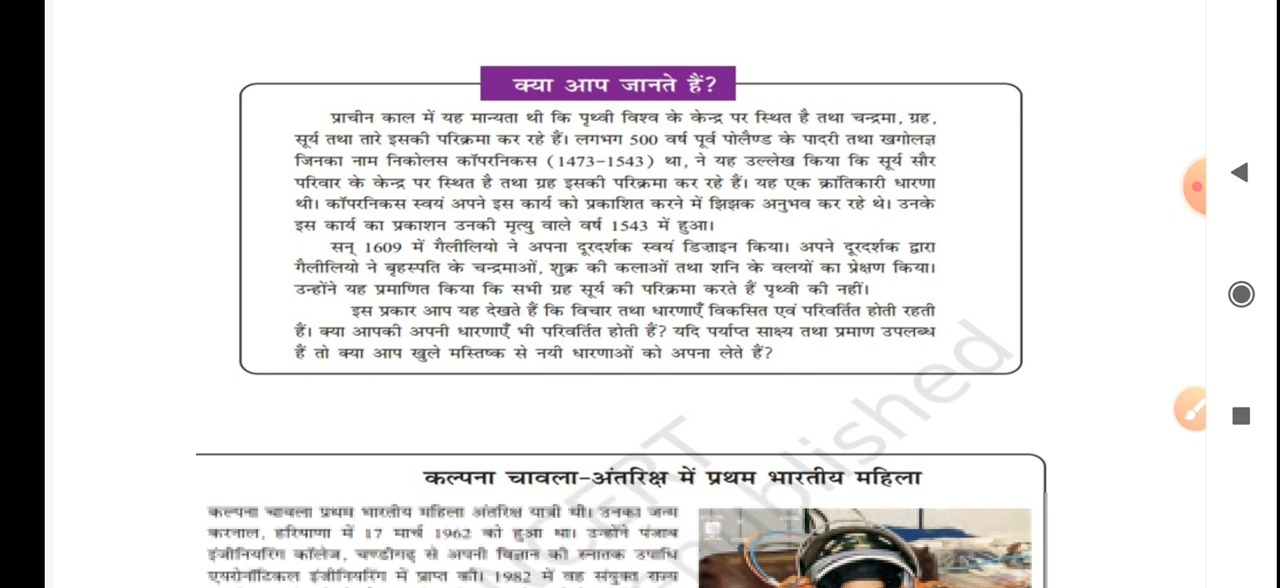 क्या आप जानते हैं?
प्राचीन काल में यह मान्यता थी कि पृथ्वी विश्व के केन्द्र पर स्थित है तथा चन्द्रमा, ग्रह,
सूर्य तथा तारे इसकी परिक्रमा कर रहे हैं। लगभग 500 वर्ष पूर्व पोलैण्ड के पादरी तथा खगोलज्ञ
जिनका नाम निकोलस कॉपरनिकस (1473-1543) था, ने यह उल्लेख किया कि सूर्य सौर
परिवार के केन्द्र पर स्थित है तथा ग्रह इसकी परिक्रमा कर रहे हैं। यह एक क्रांतिकारी धारणा
थी। कॉपरनिकस स्वयं अपने इस कार्य को प्रकाशित करने में झिझक अनुभव कर रहे थे। उनके
इस कार्य का प्रकाशन उनकी मृत्यु वाले वर्ष 1543 में हुआ।
सन् 1609 में गैलीलियो ने अपना दूरदर्शक स्वयं डिज़ाइन किया। अपने दूरदर्शक द्वारा
गैलीलियो ने बृहस्पति के चन्द्रमाओं, शुक्र की कलाओं तथा शनि के वलयों का प्रेक्षण किया।
उन्होंने यह प्रमाणित किया कि सभी ग्रह सूर्य की परिक्रमा करते हैं पृथ्वी की नहीं।
इस प्रकार आप यह देखते हैं कि विचार तथा धारणाएँ विकसित एवं परिवर्तित होती रहती
हैं। क्या आपकी अपनी धारणाएँ भी परिवर्तित होती हैं? यदि पर्याप्त साक्ष्य तथा प्रमाण उपलब्ध
हैं तो क्या आप खुले मस्तिष्क से नयी धारणाओं को अपना लेते हैं?
कल्पना चावला-अंतरिक्ष में प्रथम भारतीय महिला
कल्पना चावला प्रथम भारतीय महिला अंतरिक्ष यात्री थी। उनका जन्म
करनाल, हरियाणा में 17 मार्च 1962 को हुआ था। उन्होंने पंजाब
इंजीनियरिंग कॉलेज, चण्डीगढ़ से अपनी विज्ञान की स्नातक उपाधि
एयरोनॉटिकल इंजीनियरिंग में प्राप्त की। 1982 में वह संयुक्त राज्य
NCERT
published